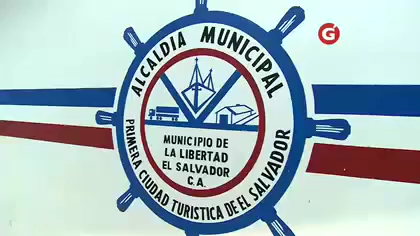 ALCALDIA MUNICIPAL
MUNICIPIO DE
LA LIBERTAD
EL SALVADOR
C.A.
PRIMERA CIUDAD TURISTICA DE EL SALVADOR
G